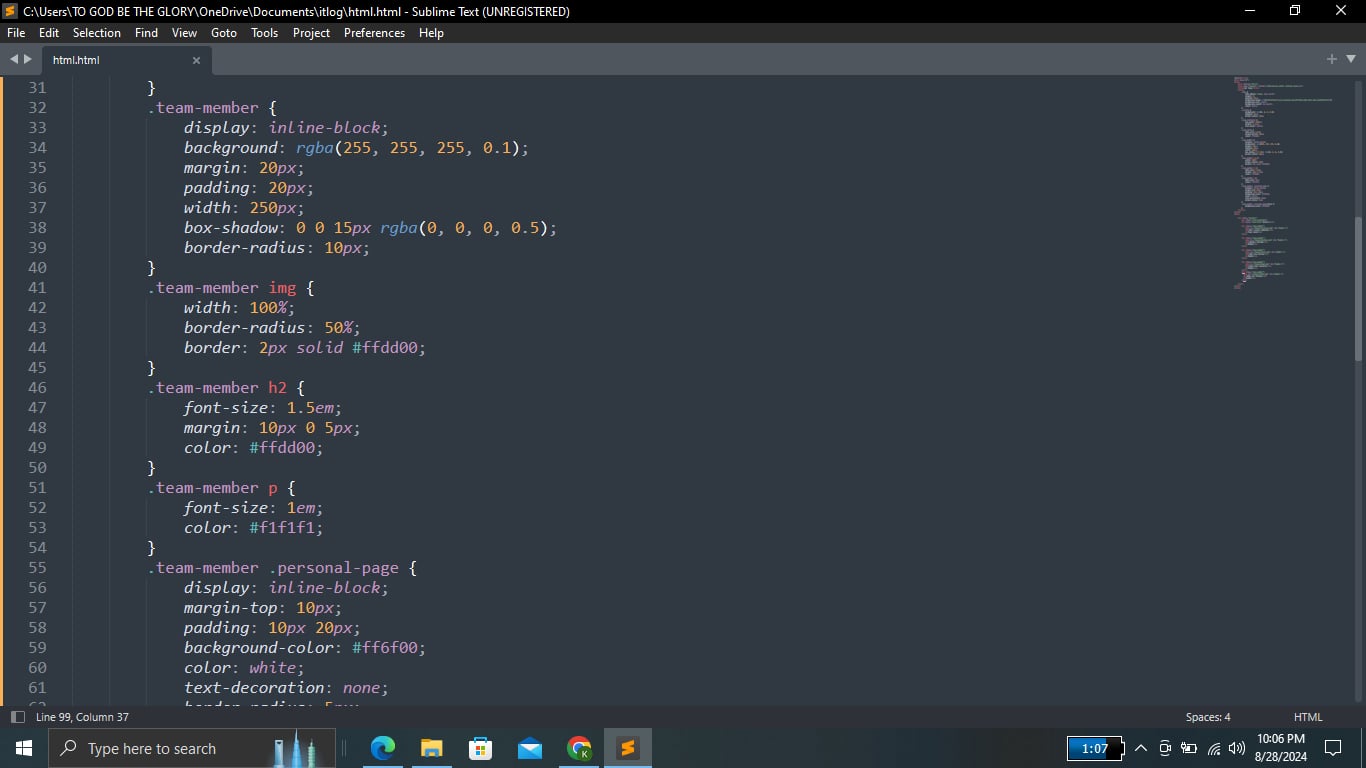 C:\Users\TO GOD BE THE GLORY\OneDrive\Documents\itlog\html.html - Sublime Text (UNREGISTERED)
File Edit Selection Find View Goto Tools Project Preferences Help
html.html
31 }
32 .team-member {
33 display: inline-block;
34 background: rgba(255, 255, 255, 0.1);
35 margin: 20px;
36 padding: 20px;
37 width: 250px;
38 box-shadow: 0 0 15px rgba(0, 0, 0, 0.5);
39 border-radius: 10px;
40 }
41 .team-member img {
42 width: 100%;
43 border-radius: 50%;
44 border: 2px solid #ffdd00;
45 }
46 .team-member h2 {
47 font-size: 1.5em;
48 margin: 10px 0 5px;
49 color: #ffdd00;
50 }
51 .team-member p {
52 font-size: 1em;
53 color: #f1f1f1;
54 }
55 .team-member .personal-page {
56 display: inline-block;
57 margin-top: 10px;
58 padding: 10px 20px;
59 background-color: #ff6f00;
60 color: white;
61 text-decoration: none;
Line 99, Column 37
Spaces: 4
HTML
Type here to search
K
1:07
10:06 PM
8/28/2024